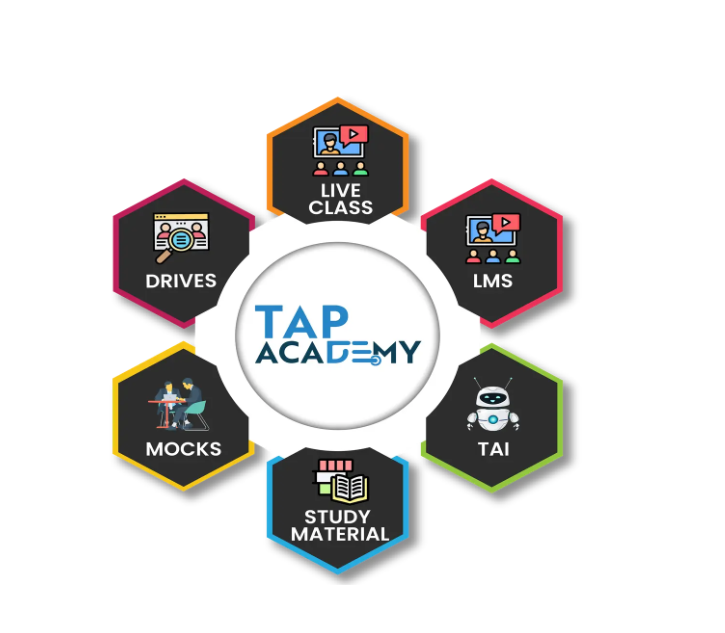 LIVE
CLASS
DRIVES
LMS
TAP
ACADEMY
MOCKS
TAI
STUDY
MATERIAL